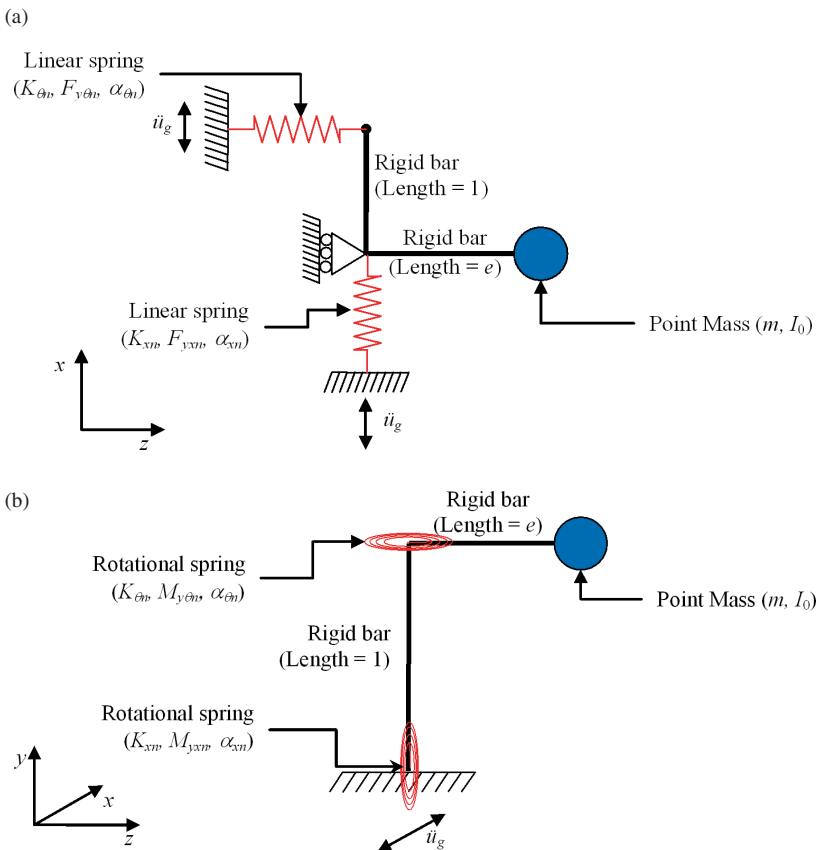 (a)
Linear spring
(Kθn, Fyθn, αθn)
üg
Rigid bar
(Length = 1)
Rigid bar
(Length = e)
Linear spring
(Kxn, Fyxn, αxn)
Point Mass (m, I0)
x
z
üg
(b)
Rigid bar
(Length = e)
Rotational spring
(Kθn, Myθn, αθn)
Point Mass (m, I0)
Rigid bar
(Length = 1)
Rotational spring
(Kxn, Myxn, αxn)
y
x
z
üg